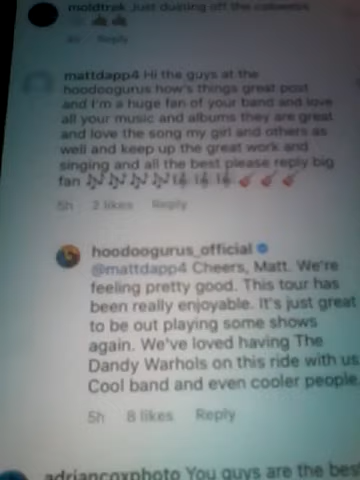 moldtrek Just dusting off the cobwebs
Reply
mattdapp4 Hi the guys at the
hoodoogurus how's things great post
and I'm a huge fan of your band and love
all your music and albums they are great
and love the song my girl and others as
well and keep up the great work and
singing and all the best please reply big
fan 🎶🎶🎶🎶🎼🎼🎼🎸🎸🎸
5h 2 likes Reply
hoodoogurus_official
@mattdapp4 Cheers, Matt. We're
feeling pretty good. This tour has
been really enjoyable. It's just great
to be out playing some shows
again. We've loved having The
Dandy Warhols on this ride with us.
Cool band and even cooler people.
5h 8 likes Reply
adriancoxphoto You guys are the best